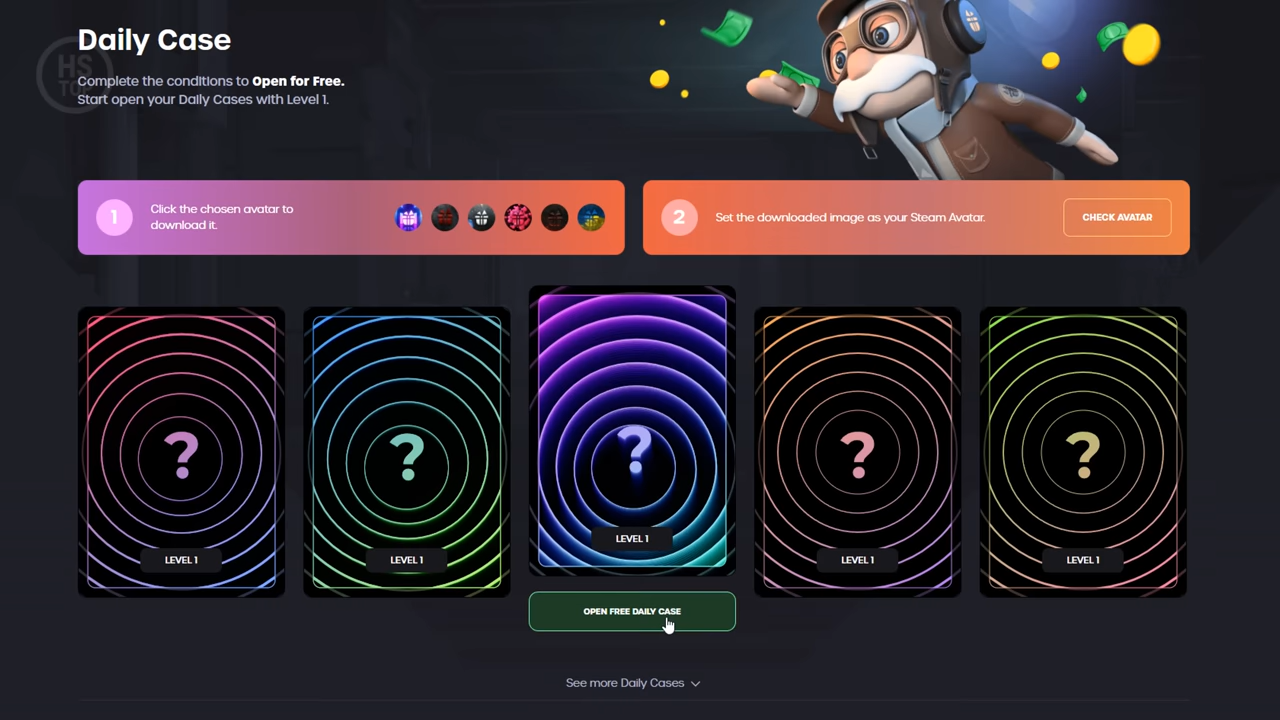 Daily Case
HS
Complete the conditions to Open for Free.
Start open your Daily Cases with Level 1.
1
Click the chosen avatar to
download it.
2
Set the downloaded image as your Steam Avatar.
CHECK AVATAR
?
?
?
?
?
LEVEL 1
LEVEL 1
LEVEL 1
LEVEL 1
LEVEL 1
OPEN FREE DAILY CASE
See more Daily Cases